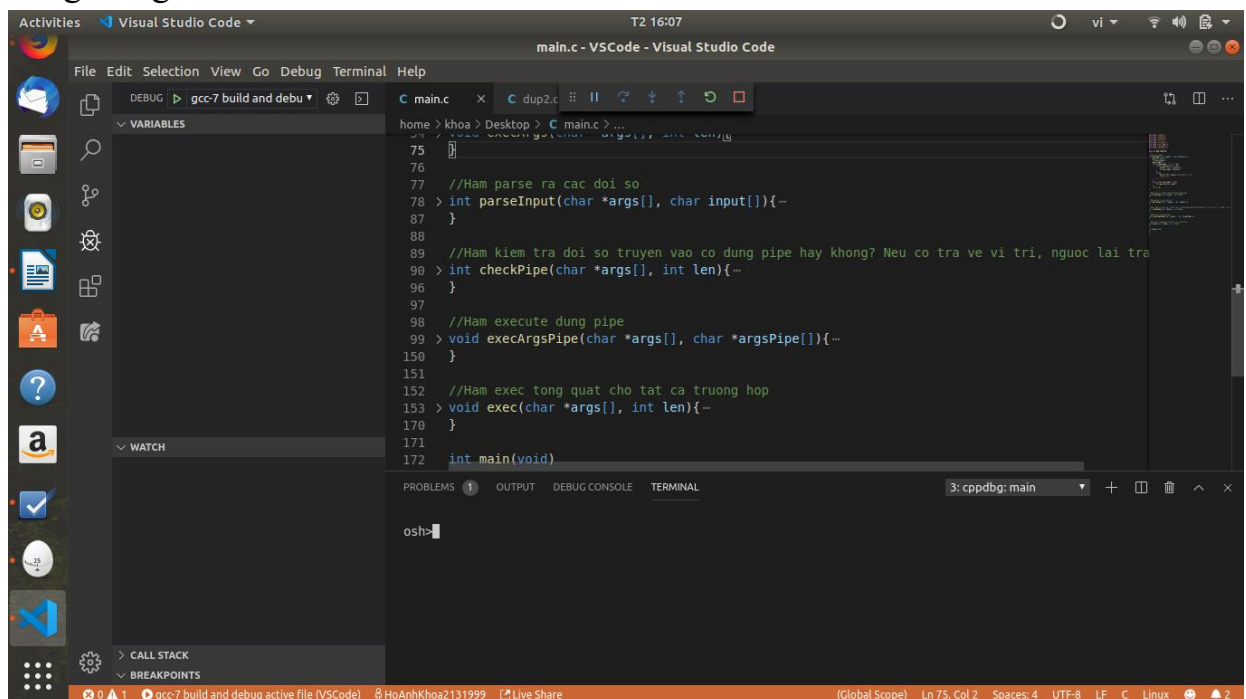 Activities Visual Studio Code T2 16:07 vi
main.c - VSCode - Visual Studio Code
File Edit Selection View Go Debug Terminal Help
DEBUG gcc-7 build and debu
main.c dup2.c
VARIABLES
home > khoa > Desktop > C main.c > ...
54 > void execArgs(char *args[], int len){
75 }
76
77 //Ham parse ra cac doi so
78 > int parseInput(char *args[], char input[]){…
87 }
88
89 //Ham kiem tra doi so truyen vao co dung pipe hay khong? Neu co tra ve vi tri, nguoc lai tra
90 > int checkPipe(char *args[], int len){…
96 }
97
98 //Ham execute dung pipe
99 > void execArgsPipe(char *args[], char *argsPipe[]){…
150 }
151
152 //Ham exec tong quat cho tat ca truong hop
153 > void exec(char *args[], int len){…
170 }
171
172 int main(void)
WATCH
PROBLEMS 1 OUTPUT DEBUG CONSOLE TERMINAL 3: cppdbg: main
osh>
CALL STACK
BREAKPOINTS
0 1 gcc-7 build and debug active file (VSCode) HoAnhKhoa2131999 Live Share (Global Scope) Ln 75, Col 2 Spaces: 4 UTF-8 LF C Linux 2